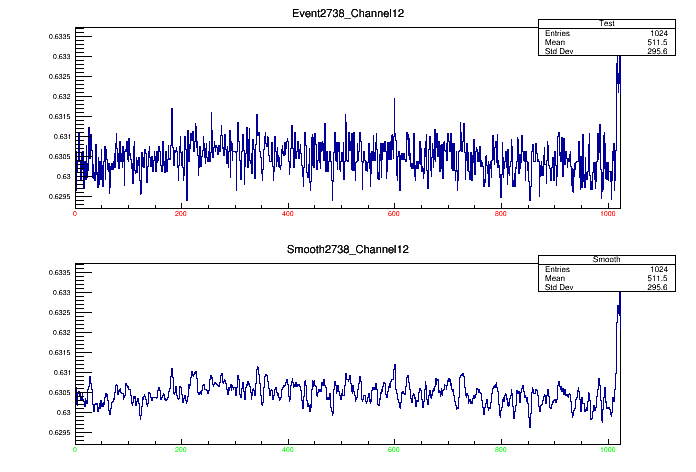 Event2738_Channel12
Test
Entries 1024
Mean 511.5
Std Dev 295.6
0.6335
0.633
0.6325
0.632
0.6315
0.631
0.6305
0.63
0.6295
0 200 400 600 800 1000
Smooth2738_Channel12
Smooth
Entries 1024
Mean 511.5
Std Dev 295.6
0.6335
0.633
0.6325
0.632
0.6315
0.631
0.6305
0.63
0.6295
0 200 400 600 800 1000